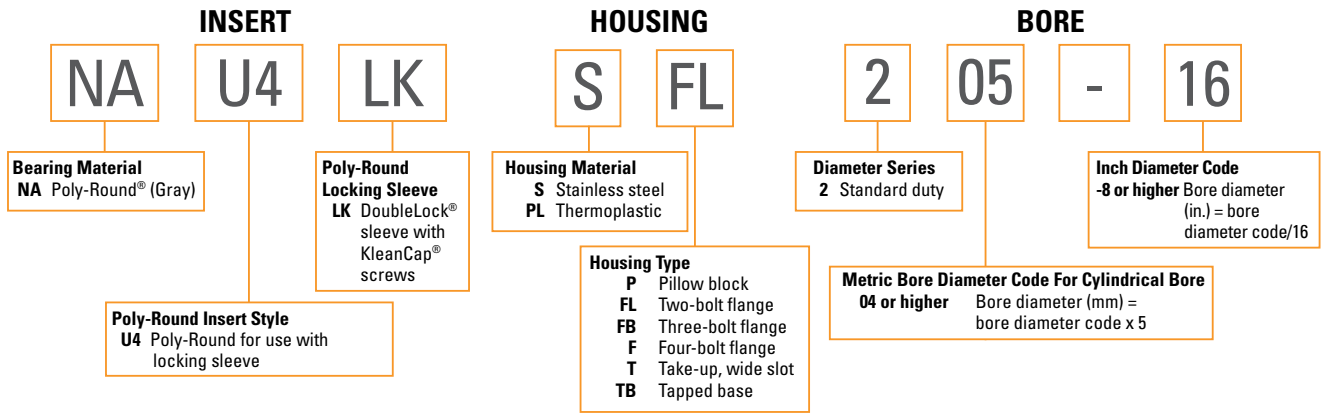 INSERT
HOUSING
BORE
NA
U4
LK
S
FL
2
05
-
16
Bearing Material
NA Poly-Round® (Gray)
Poly-Round Insert Style
U4 Poly-Round for use with
locking sleeve
Poly-Round
Locking Sleeve
LK DoubleLock®
sleeve with
KleanCap®
screws
Housing Material
S Stainless steel
PL Thermoplastic
Housing Type
P Pillow block
FL Two-bolt flange
FB Three-bolt flange
F Four-bolt flange
T Take-up, wide slot
TB Tapped base
Diameter Series
2 Standard duty
Metric Bore Diameter Code For Cylindrical Bore
04 or higher Bore diameter (mm) =
bore diameter code x 5
Inch Diameter Code
-8 or higher Bore diameter
(in.) = bore
diameter code/16